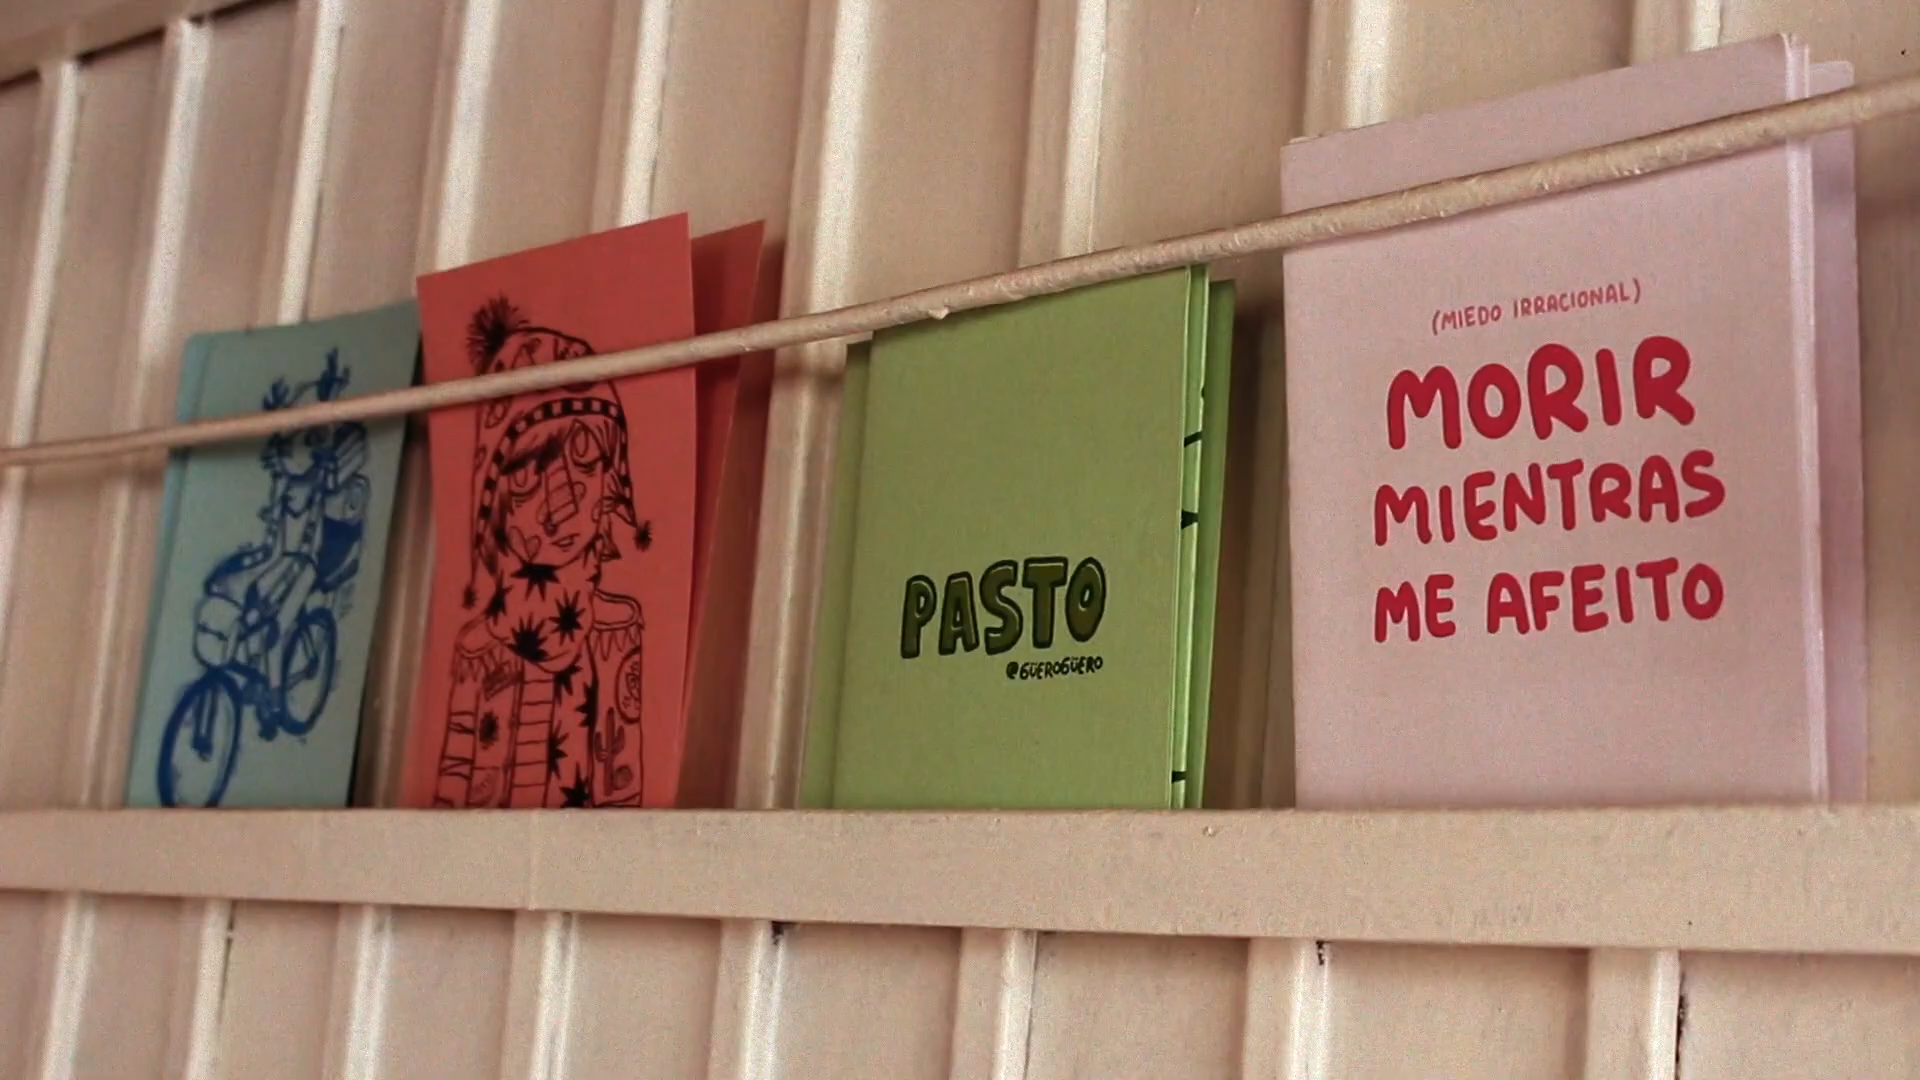 PASTO
@GÜEROGÜERO
(MIEDO IRRACIONAL)
MORIR
MIENTRAS
ME AFEITO